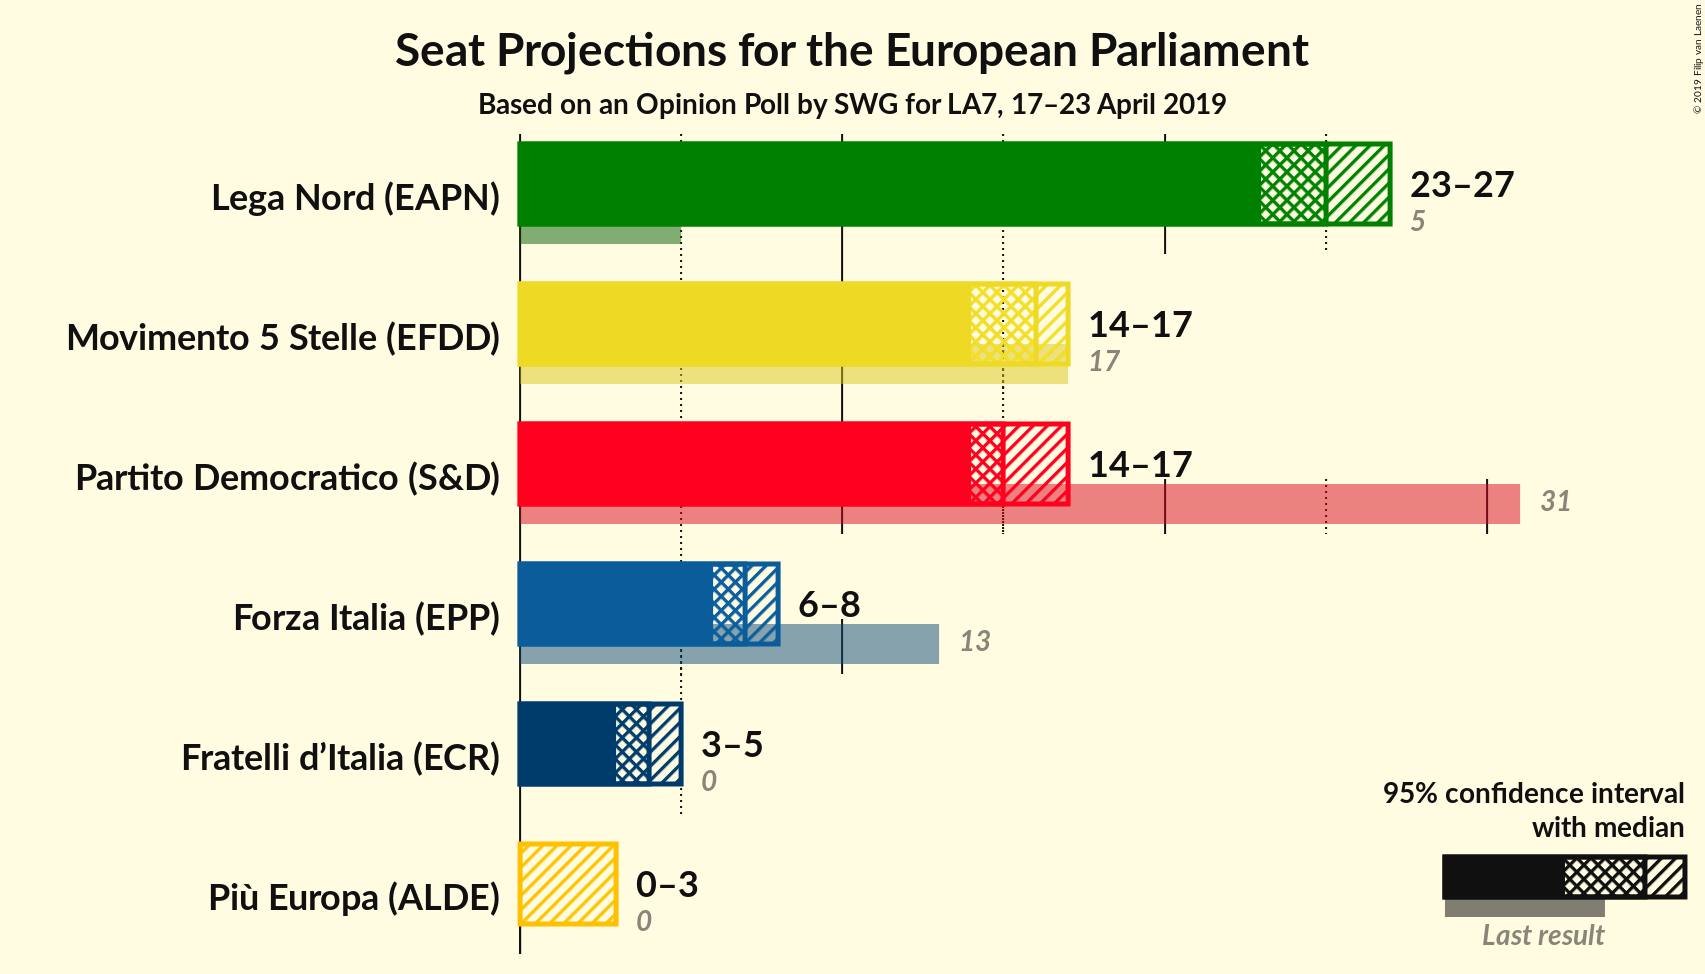 Seat Projections for the European Parliament
Based on an Opinion Poll by SWG for LA7, 17–23 April 2019
© 2019 Filip van Laenen
Lega Nord (EAPN)
23–27
5
Movimento 5 Stelle (EFDD)
14–17
17
Partito Democratico (S&D)
14–17
31
Forza Italia (EPP)
6–8
13
Fratelli d’Italia (ECR)
3–5
0
Più Europa (ALDE)
0–3
0
95% confidence interval
with median
Last result